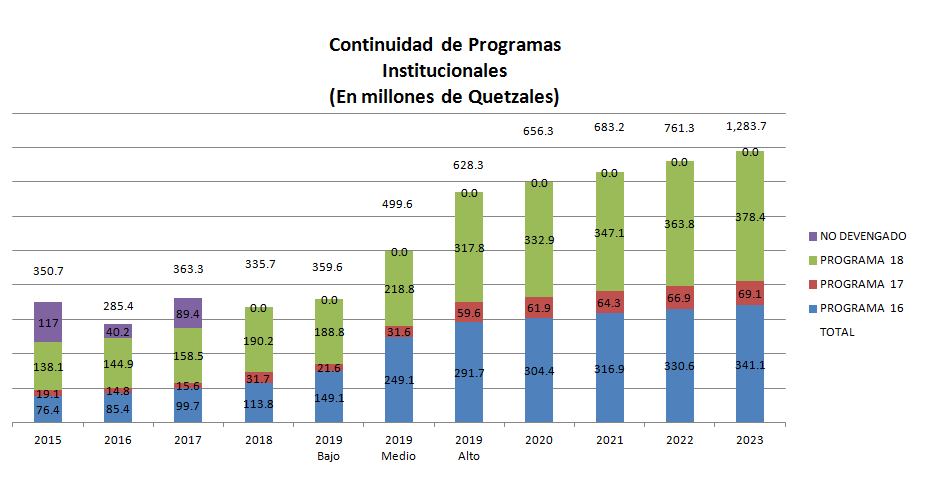 Continuidad de Programas
Institucionales
(En millones de Quetzales)
350.7 285.4 363.3 335.7 359.6 499.6 628.3 656.3 683.2 761.3 1,283.7
117 40.2 89.4 0.0 0.0 0.0 0.0 0.0 0.0 0.0 0.0
138.1 144.9 158.5 190.2 188.8 218.8 317.8 332.9 347.1 363.8 378.4
19.1 14.8 15.6 31.7 21.6 31.6 59.6 61.9 64.3 66.9 69.1
76.4 85.4 99.7 113.8 149.1 249.1 291.7 304.4 316.9 330.6 341.1
2015 2016 2017 2018 2019 2019 2019 2020 2021 2022 2023
Bajo Medio Alto
NO DEVENGADO
PROGRAMA 18
PROGRAMA 17
PROGRAMA 16
TOTAL